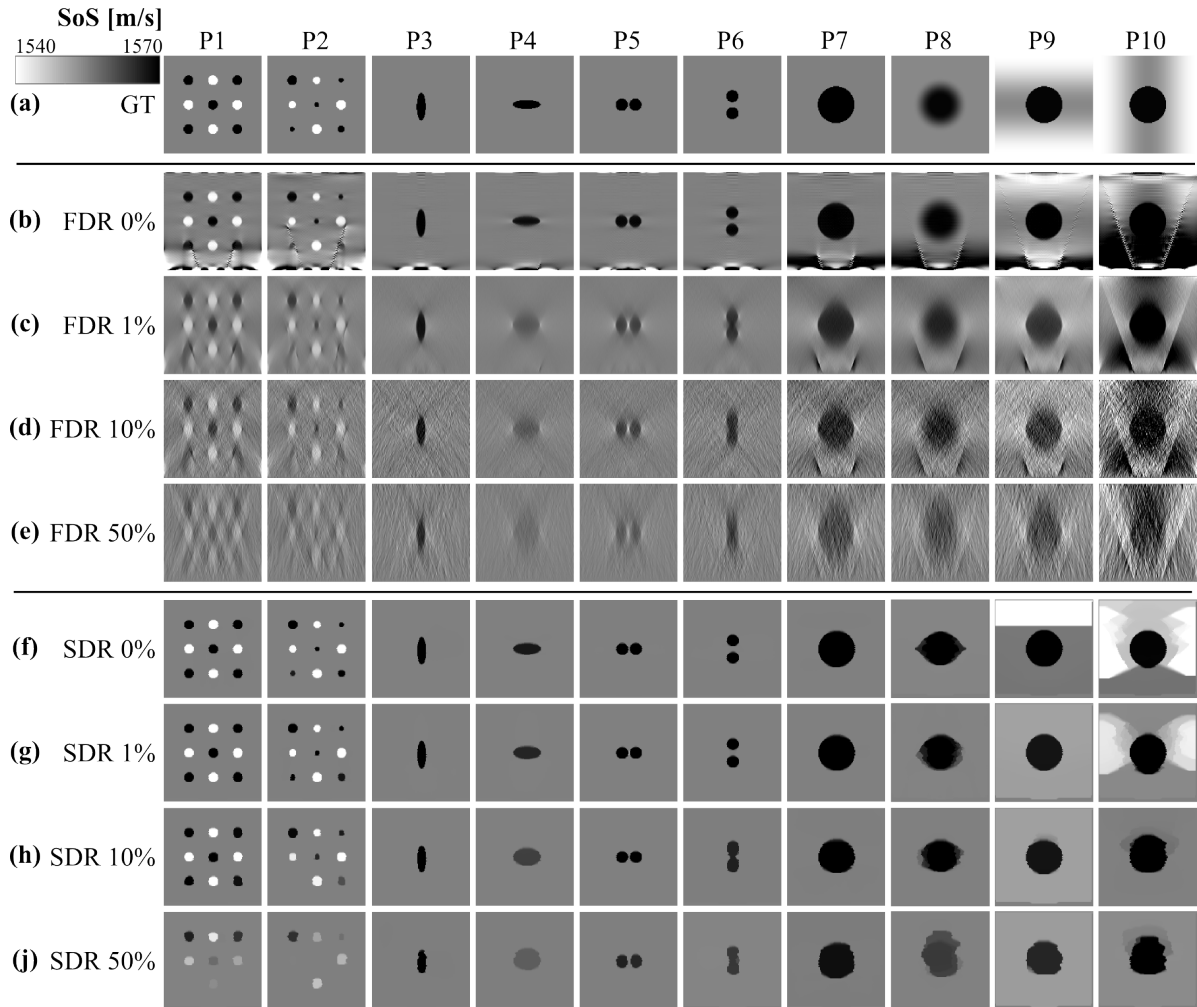 SoS [m/s]
1540 1570
P1 P2 P3 P4 P5 P6 P7 P8 P9 P10
(a) GT
(b) FDR 0%
(c) FDR 1%
(d) FDR 10%
(e) FDR 50%
(f) SDR 0%
(g) SDR 1%
(h) SDR 10%
(j) SDR 50%